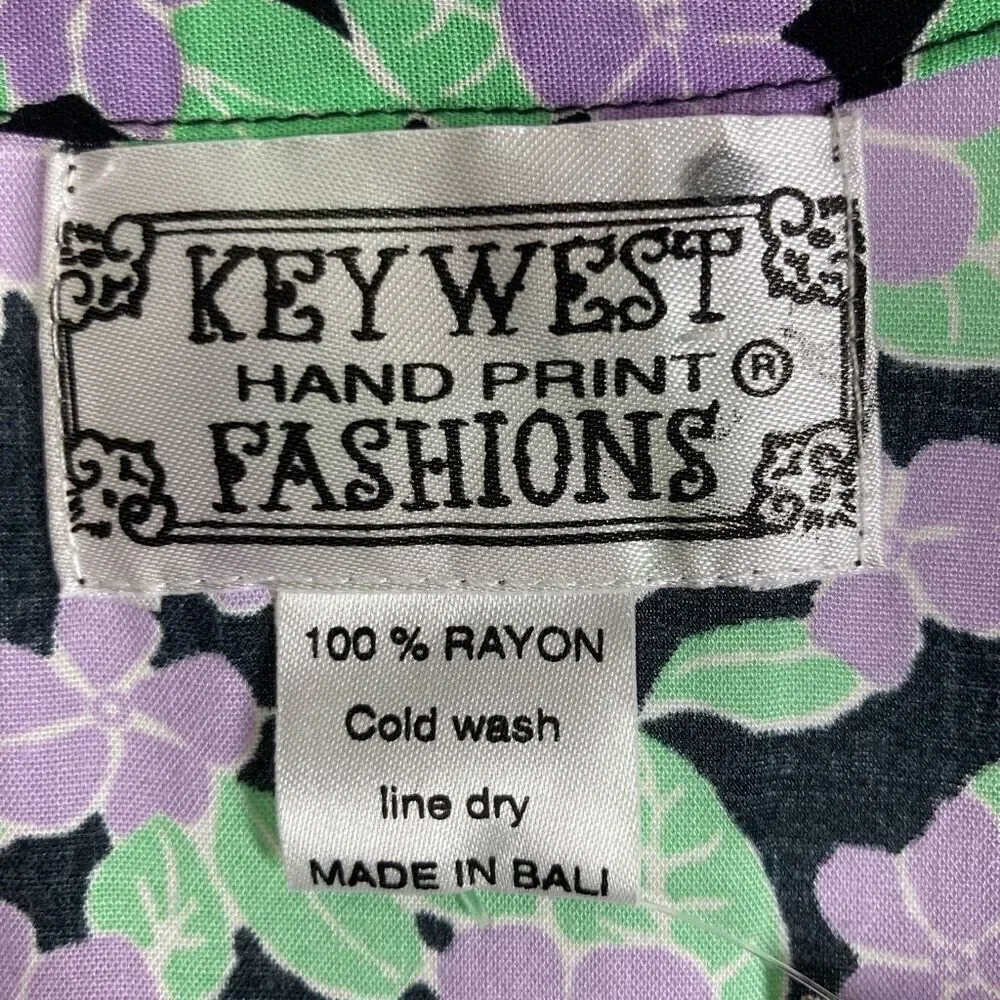 KEY WEST
HAND PRINT ®
FASHIONS
100 % RAYON
Cold wash
line dry
MADE IN BALI